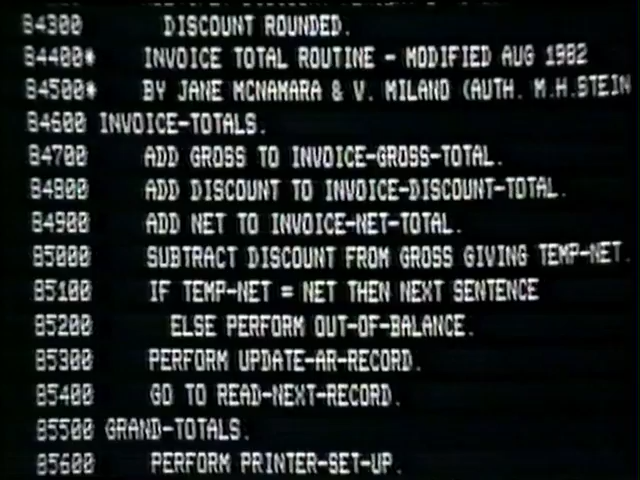 84300 DISCOUNT ROUNDED.
84400* INVOICE TOTAL ROUTINE - MODIFIED AUG 1982
84500* BY JANE MCNAMARA & V. MILANO (AUTH. M.H.STEIN
84600 INVOICE-TOTALS.
84700 ADD GROSS TO INVOICE-GROSS-TOTAL.
84800 ADD DISCOUNT TO INVOICE-DISCOUNT-TOTAL.
84900 ADD NET TO INVOICE-NET-TOTAL.
85000 SUBTRACT DISCOUNT FROM GROSS GIVING TEMP-NET.
85100 IF TEMP-NET = NET THEN NEXT SENTENCE
85200 ELSE PERFORM OUT-OF-BALANCE.
85300 PERFORM UPDATE-AR-RECORD.
85400 GO TO READ-NEXT-RECORD.
85500 GRAND-TOTALS.
85600 PERFORM PRINTER-SET-UP.